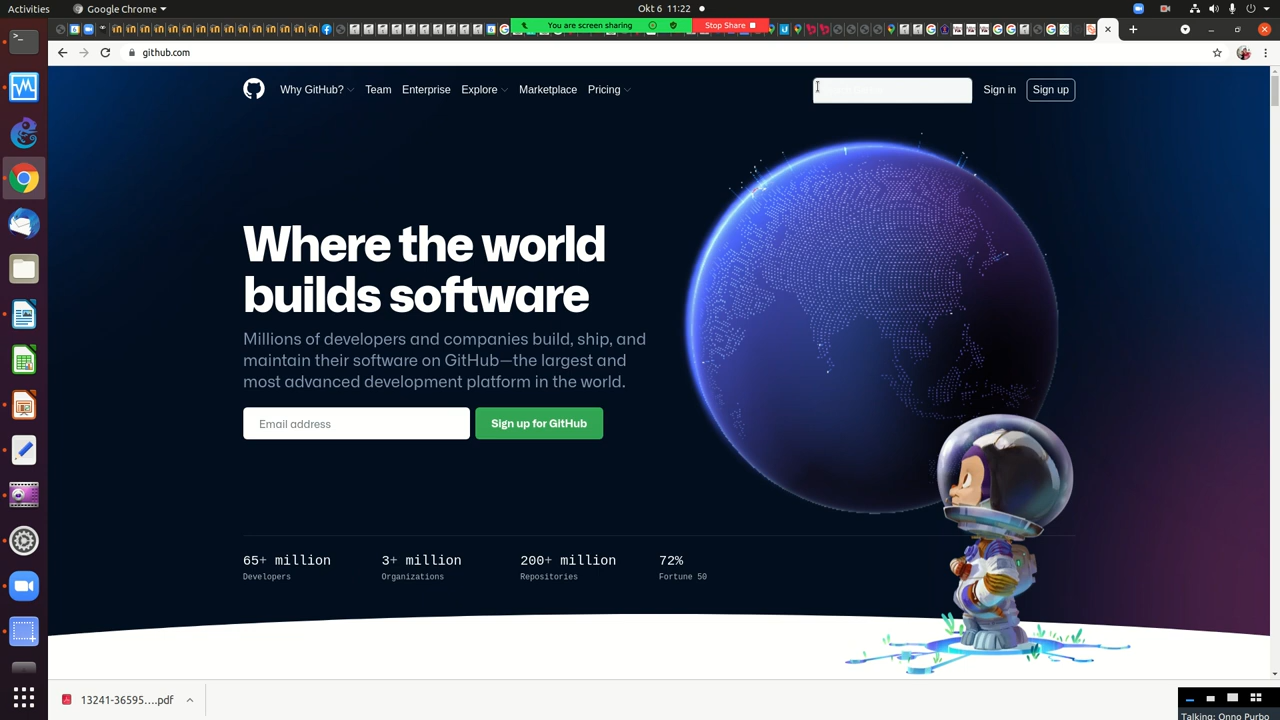 Activities
Google Chrome
Okt 6 11:22
You are screen sharing
Stop Share
github.com
Why GitHub?
Team
Enterprise
Explore
Marketplace
Pricing
Sign in
Sign up
Where the world
builds software
Millions of developers and companies build, ship, and
maintain their software on GitHub—the largest and
most advanced development platform in the world.
Email address
Sign up for GitHub
65+ million
Developers
3+ million
Organizations
200+ million
Repositories
72%
Fortune 50
13241-36595....pdf
Talking: Onno Purbo